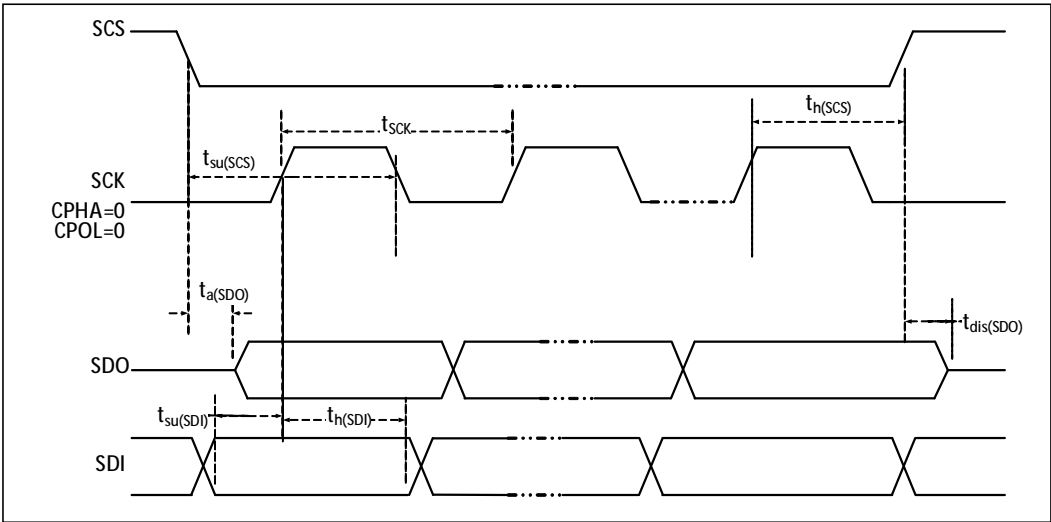 SCS
th(SCS)
tSCK
tsu(SCS)
SCK
CPHA=0
CPOL=0
ta(SDO)
tdis(SDO)
SDO
tsu(SDI)
th(SDI)
SDI